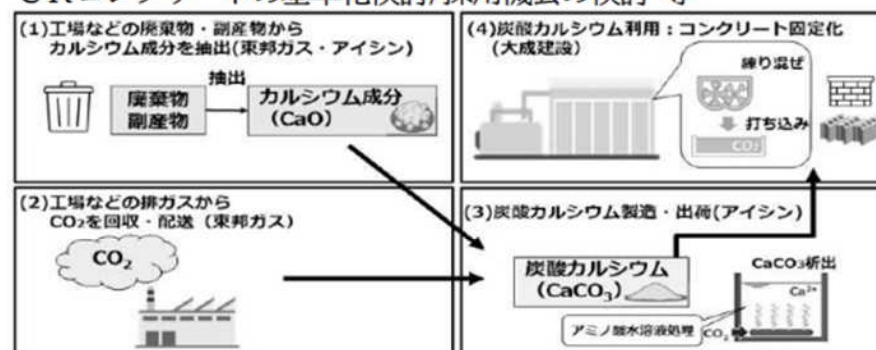 (1)工場などの廃棄物・副産物から
カルシウム成分を抽出(東邦ガス・アイシン)
抽出
廃棄物
副産物
カルシウム成分
(CaO)
(2)工場などの排ガスから
CO₂を回収・配送（東邦ガス）
CO₂
(4)炭酸カルシウム利用：コンクリート固定化
(大成建設)
練り混ぜ
打ち込み
CO₂
(3)炭酸カルシウム製造・出荷(アイシン)
炭酸カルシウム
(CaCO₃)
アミノ酸水溶液処理
CaCO₃析出
Ca²⁺
CO₂